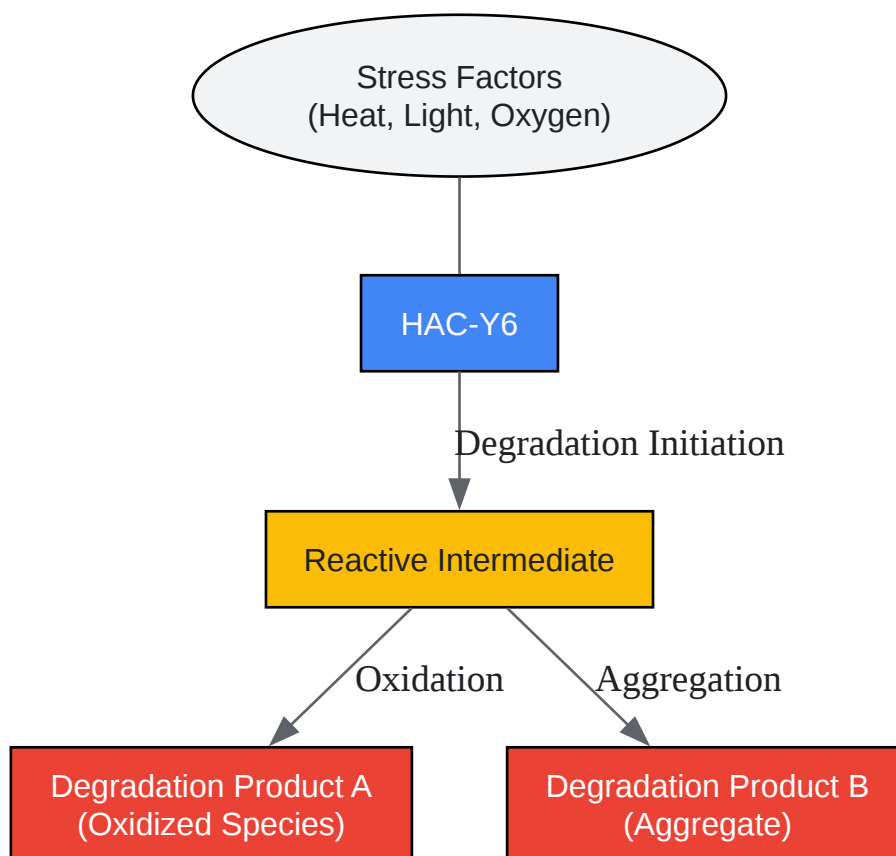 Stress Factors
(Heat, Light, Oxygen)
HAC-Y6
Degradation Initiation
Reactive Intermediate
Oxidation
Aggregation
Degradation Product A
(Oxidized Species)
Degradation Product B
(Aggregate)